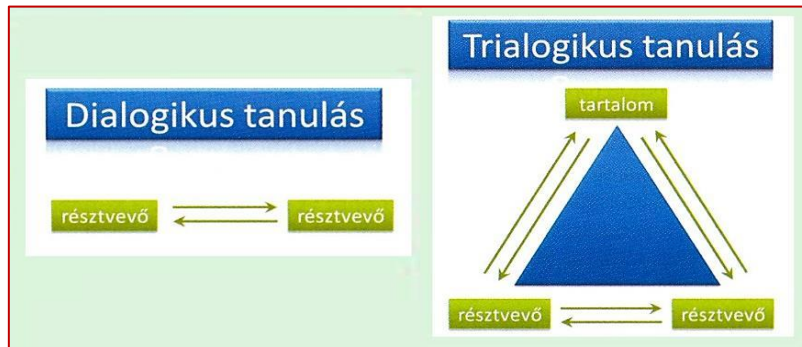 Dialogikus tanulás
résztvevő
résztvevő
Trialogikus tanulás
tartalom
résztvevő
résztvevő